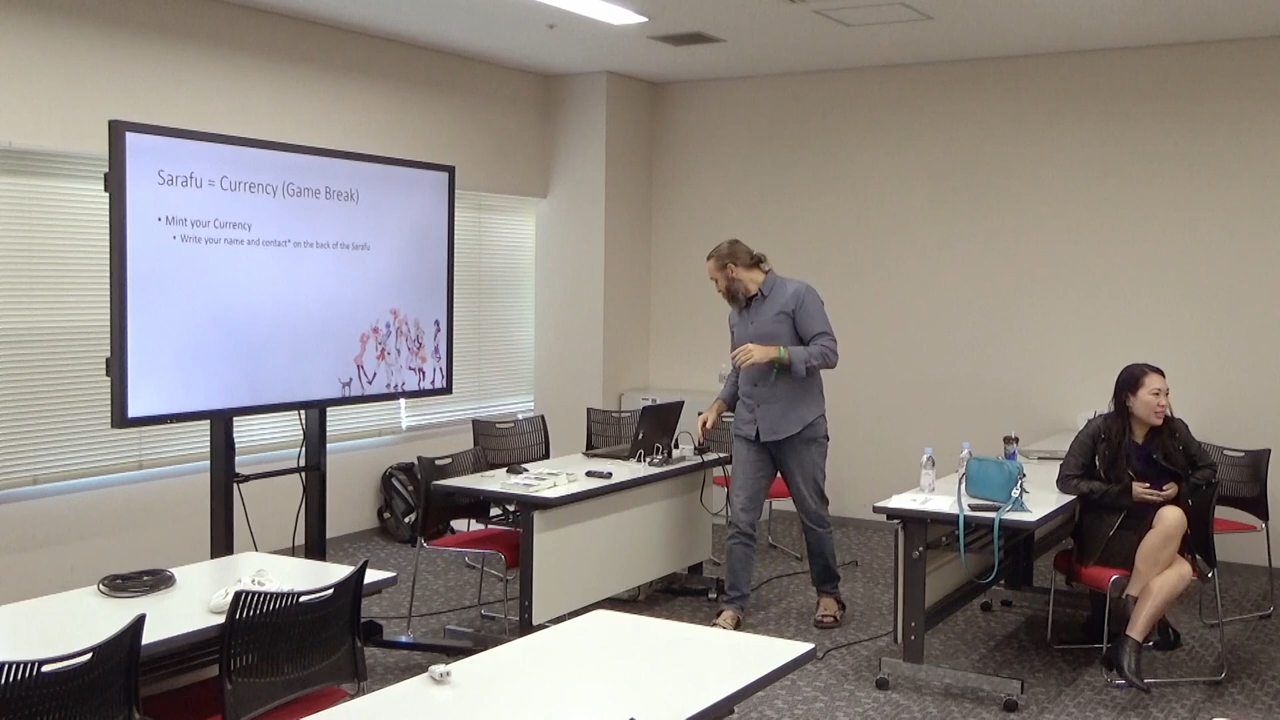 Sarafu = Currency (Game Break)
• Mint your Currency
• Write your name and contact* on the back of the Sarafu